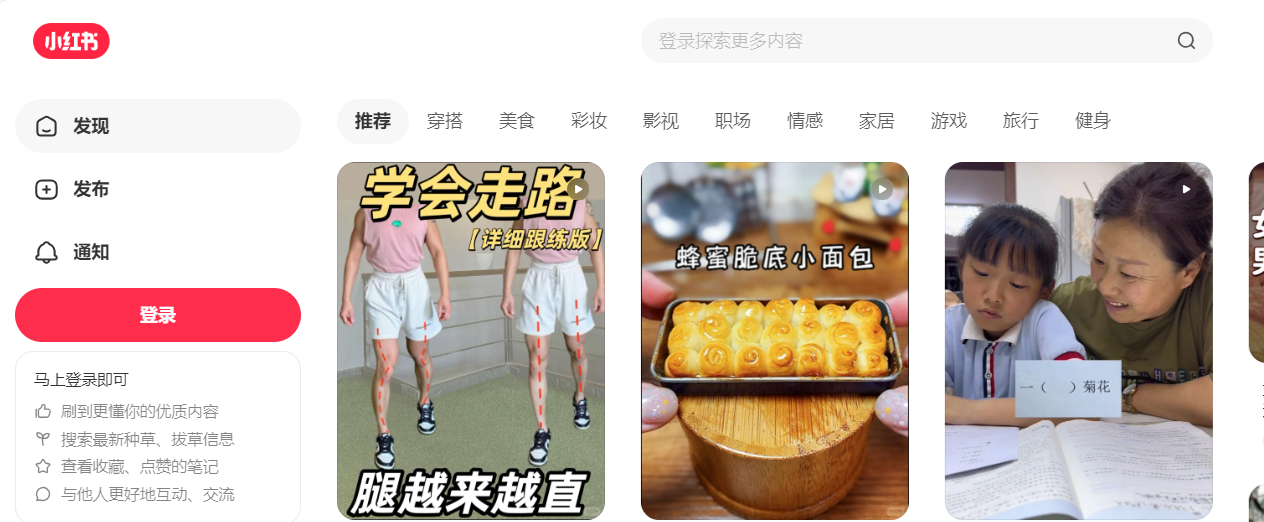 小红书
登录探索更多内容
发现
发布
通知
登录
马上登录即可
刷到更懂你的优质内容
搜索最新种草、拔草信息
查看收藏、点赞的笔记
与他人更好地互动、交流
推荐 穿搭 美食 彩妆 影视 职场 情感 家居 游戏 旅行 健身
学会走路
【详细跟练版】
腿越来越直
蜂蜜脆底小面包
一（ ）菊花